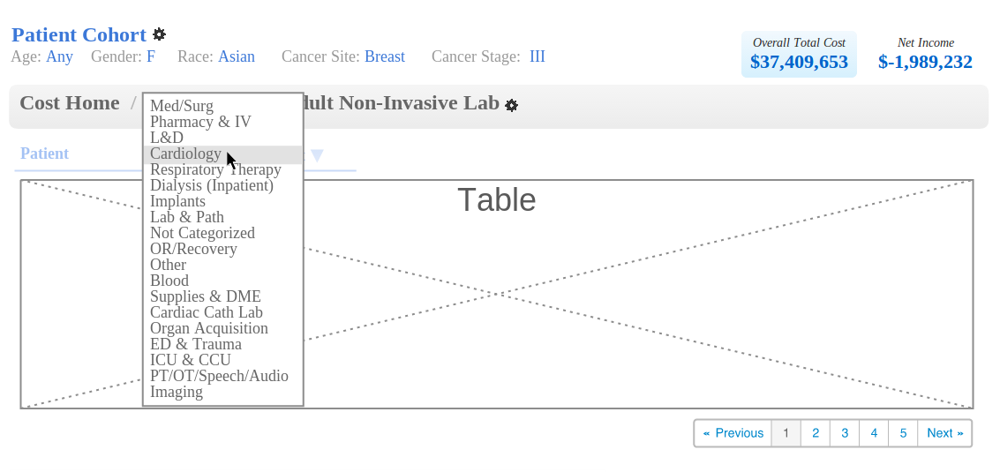 Patient Cohort
Age: Any Gender: F Race: Asian Cancer Site: Breast Cancer Stage: III
Overall Total Cost
$37,409,653
Net Income
$-1,989,232
Cost Home / dult Non-Invasive Lab
Patient
Med/Surg
Pharmacy & IV
L&D
Cardiology
Respiratory Therapy
Dialysis (Inpatient)
Implants
Lab & Path
Not Categorized
OR/Recovery
Other
Blood
Supplies & DME
Cardiac Cath Lab
Organ Acquisition
ED & Trauma
ICU & CCU
PT/OT/Speech/Audio
Imaging
Table
« Previous 1 2 3 4 5 Next »